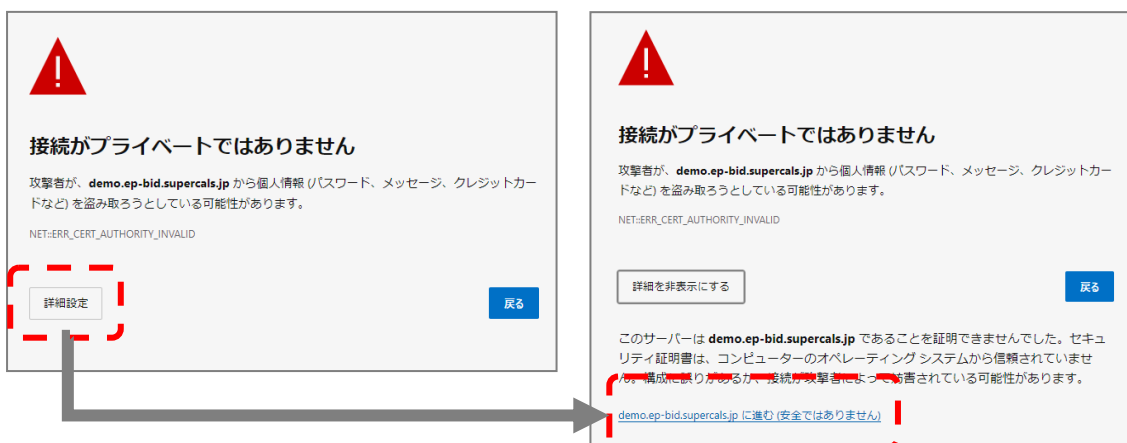 接続がプライベートではありません
攻撃者が、demo.ep-bid.supercals.jp から個人情報 (パスワード、メッセージ、クレジットカー
ドなど) を盗み取ろうとしている可能性があります。
NET::ERR_CERT_AUTHORITY_INVALID
詳細設定
戻る
接続がプライベートではありません
攻撃者が、demo.ep-bid.supercals.jp から個人情報 (パスワード、メッセージ、クレジットカー
ドなど) を盗み取ろうとしている可能性があります。
NET::ERR_CERT_AUTHORITY_INVALID
詳細を非表示にする
戻る
このサーバーは demo.ep-bid.supercals.jp であることを証明できませんでした。セキュ
リティ証明書は、コンピューターのオペレーティング システムから信頼されていませ
ん。構成に誤りがあるか、接続が攻撃者によって妨害されている可能性があります。
demo.ep-bid.supercals.jp に進む (安全ではありません)